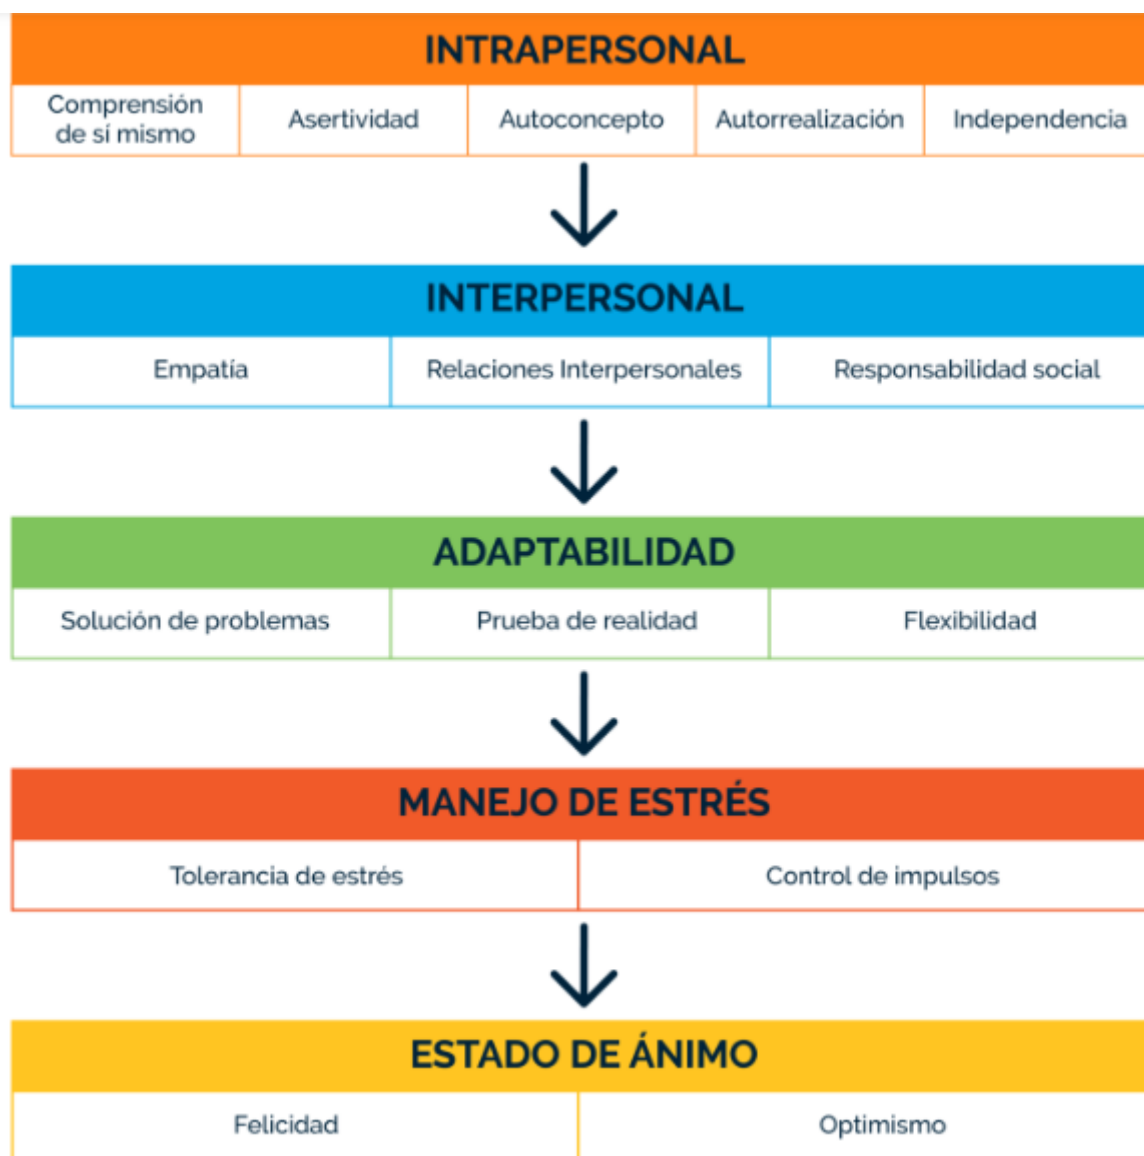 INTRAPERSONAL
Comprensión
de sí mismo
Asertividad
Autoconcepto
Autorrealización
Independencia
INTERPERSONAL
Empatía
Relaciones Interpersonales
Responsabilidad social
ADAPTABILIDAD
Solución de problemas
Prueba de realidad
Flexibilidad
MANEJO DE ESTRÉS
Tolerancia de estrés
Control de impulsos
ESTADO DE ÁNIMO
Felicidad
Optimismo